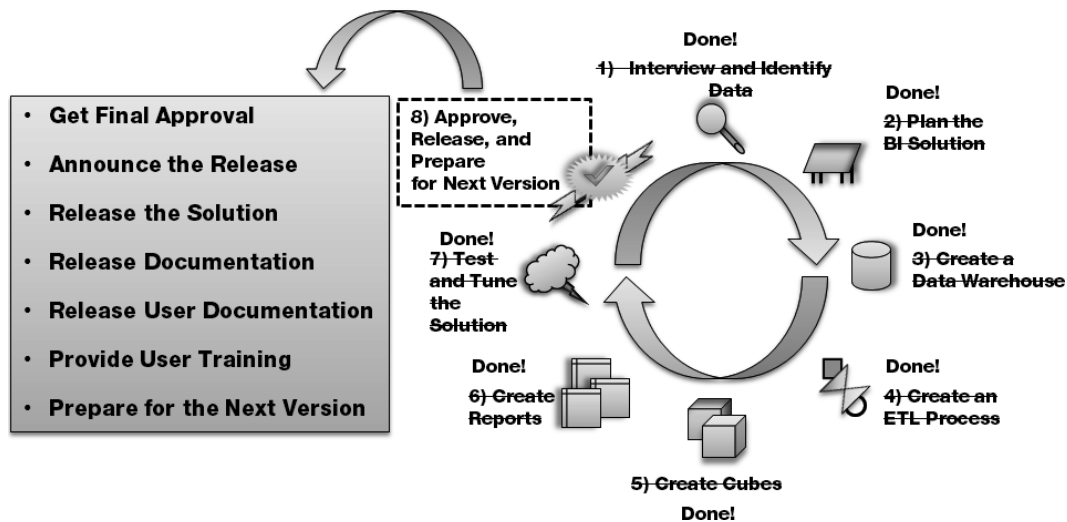 Done!
1) Interview and Identify
Data
Done!
2) Plan the
BI Solution
Done!
3) Create a
Data Warehouse
Done!
4) Create an
ETL Process
5) Create Cubes
Done!
Done!
6) Create
Reports
Done!
7) Test
and Tune
the
Solution
8) Approve,
Release, and
Prepare
for Next Version
• Get Final Approval
• Announce the Release
• Release the Solution
• Release Documentation
• Release User Documentation
• Provide User Training
• Prepare for the Next Version